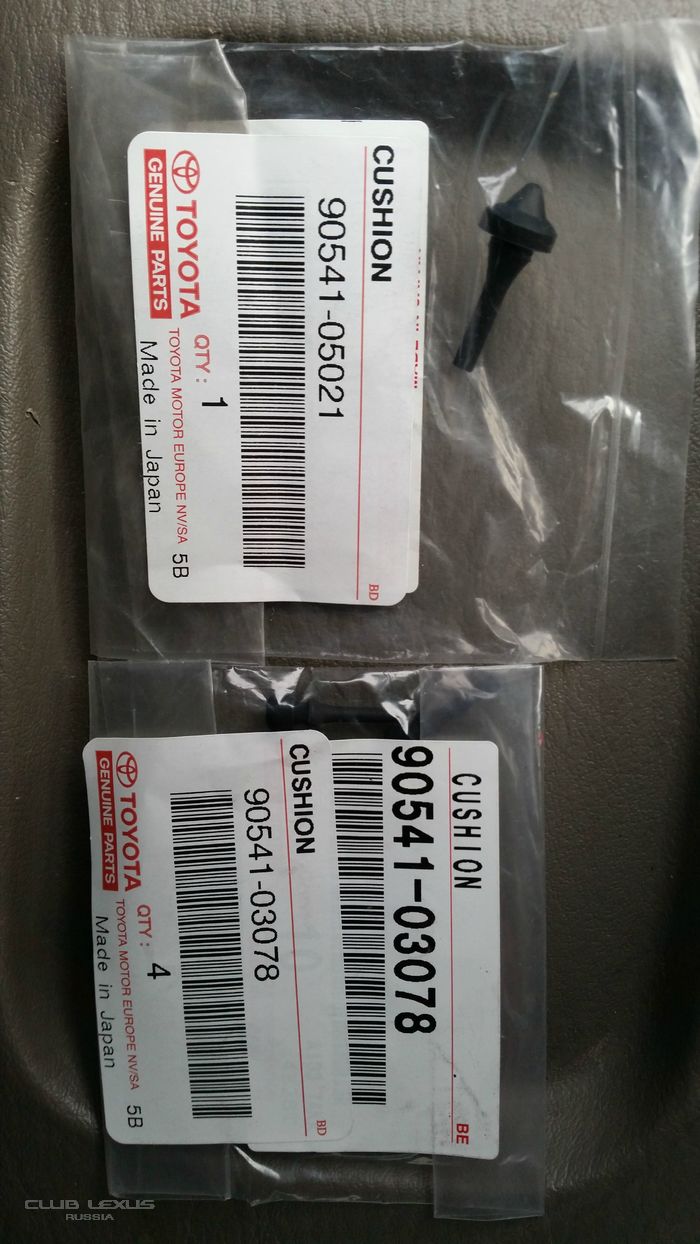 CUSHION
90541-05021
BD
TOYOTA
GENUINE PARTS
QTY: 1
TOYOTA MOTOR EUROPE NV/SA
Made in Japan 5B
CUSHION
90541-03078
BE
CUSHION
90541-03078
BD
TOYOTA
GENUINE PARTS
QTY: 4
TOYOTA MOTOR EUROPE NV/SA
Made in Japan 5B
CLUB LEXUS
RUSSIA